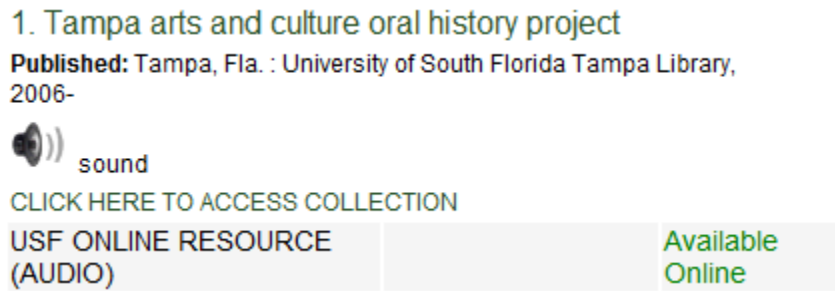 1. Tampa arts and culture oral history project
Published: Tampa, Fla. : University of South Florida Tampa Library,
2006-
sound
CLICK HERE TO ACCESS COLLECTION
USF ONLINE RESOURCE Available
(AUDIO) Online